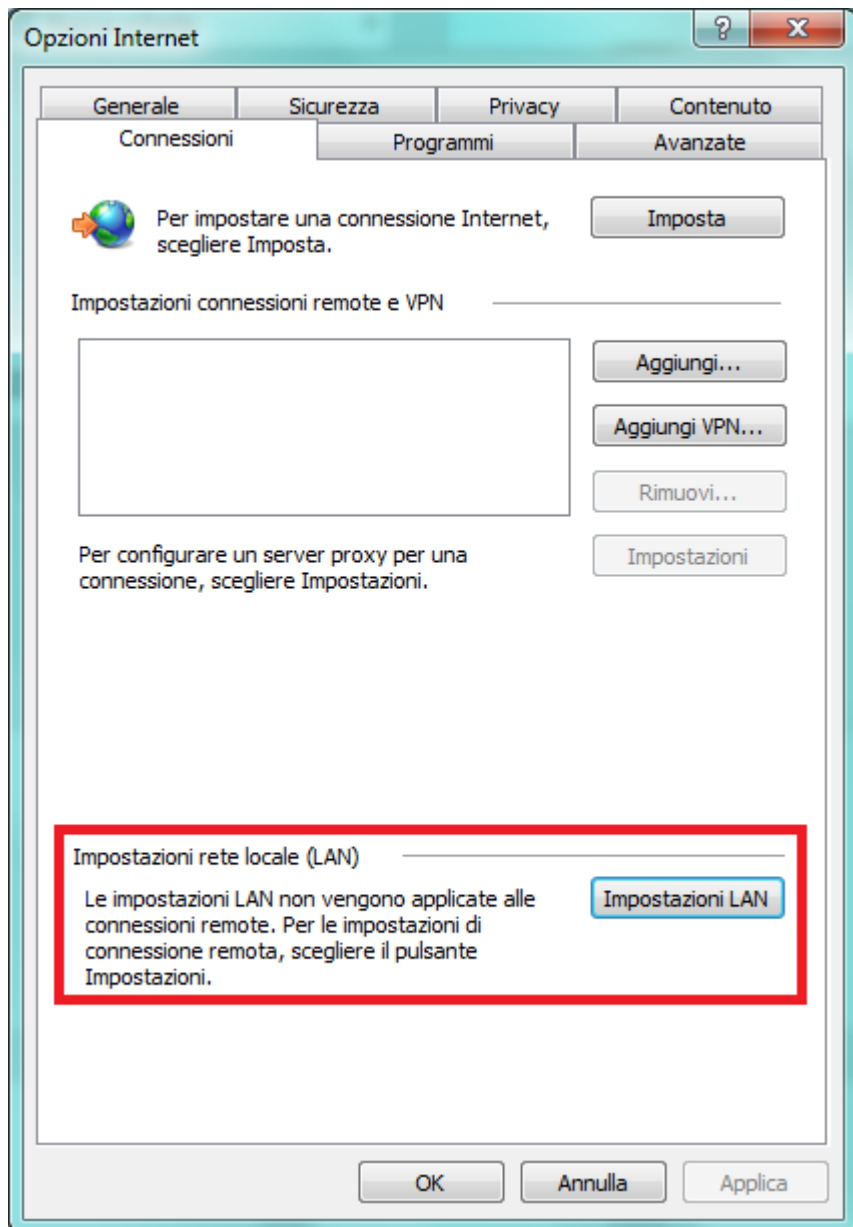 Opzioni Internet
Generale
Sicurezza
Privacy
Contenuto
Connessioni
Programmi
Avanzate
Per impostare una connessione Internet,
scegliere Imposta.
Imposta
Impostazioni connessioni remote e VPN
Aggiungi...
Aggiungi VPN...
Rimuovi...
Per configurare un server proxy per una
connessione, scegliere Impostazioni.
Impostazioni
Impostazioni rete locale (LAN)
Le impostazioni LAN non vengono applicate alle
connessioni remote. Per le impostazioni di
connessione remota, scegliere il pulsante
Impostazioni.
Impostazioni LAN
OK
Annulla
Applica